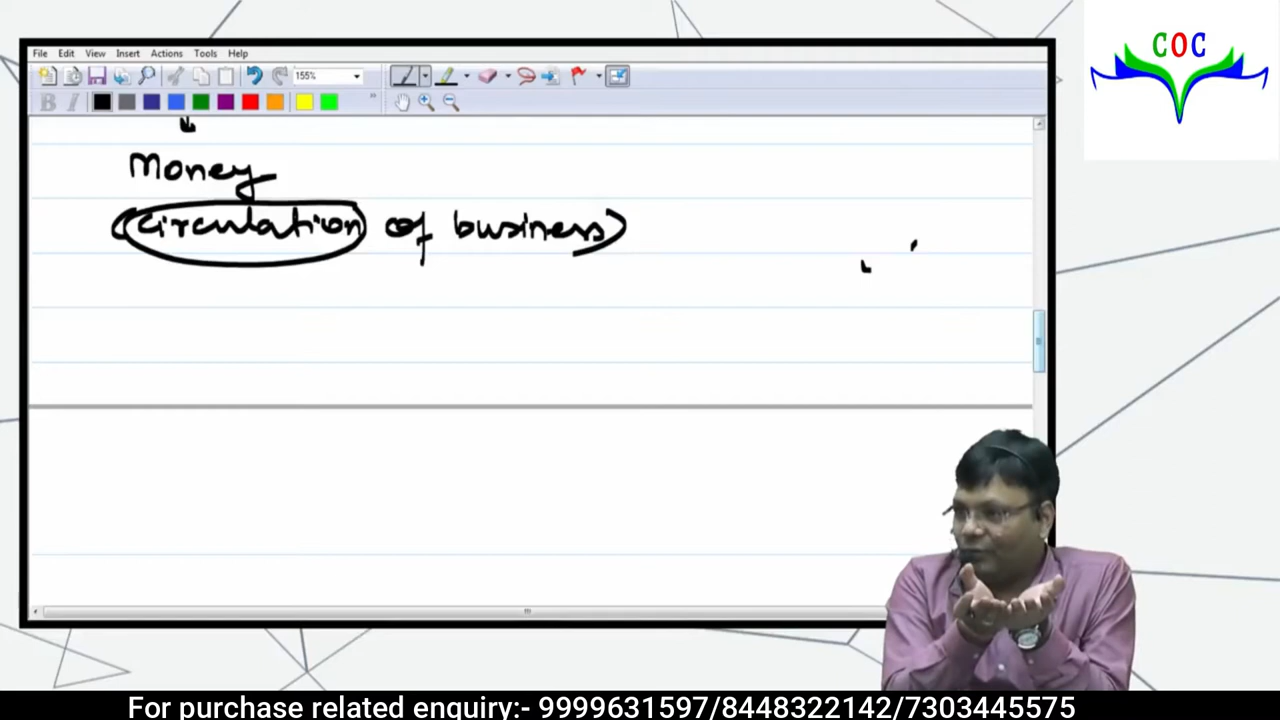 COC
File Edit View Insert Actions Tools Help
155%
B I
Money
(circulation of business)
For purchase related enquiry:- 9999631597/8448322142/7303445575